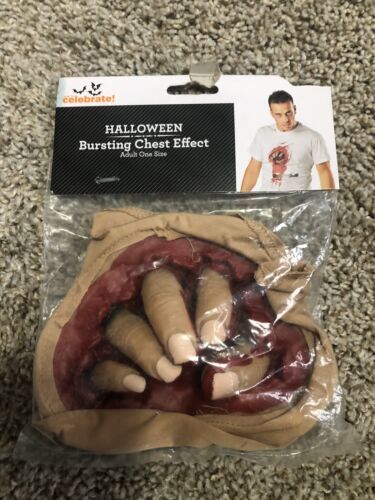 celebrate!
HALLOWEEN
Bursting Chest Effect
Adult One Size